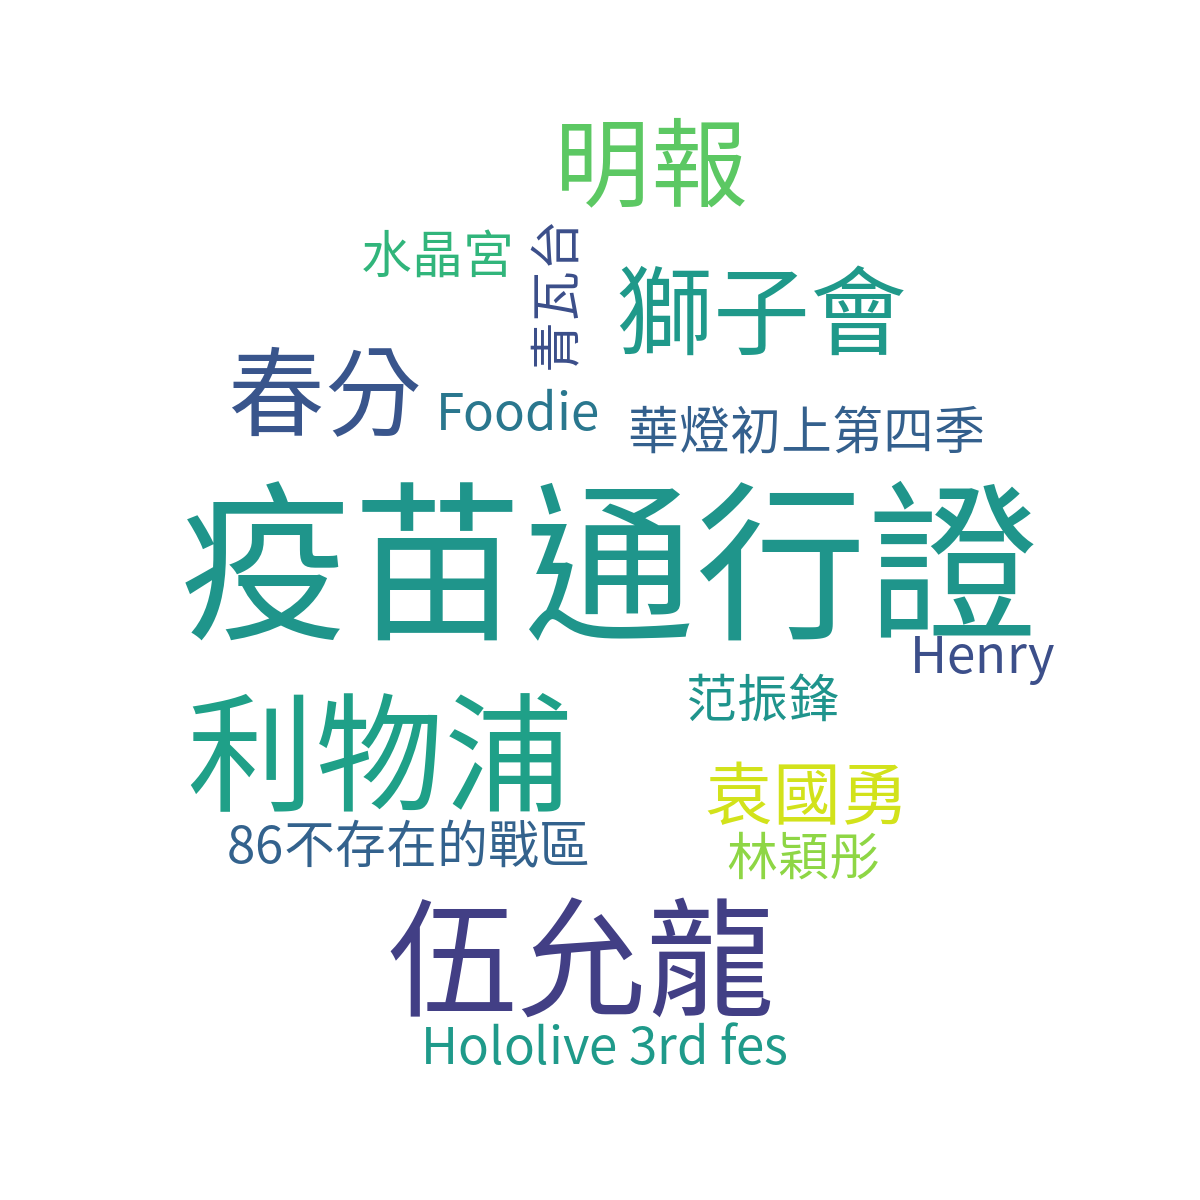 明報
水晶宮
青瓦台
獅子會
春分
Foodie
華燈初上第四季
疫苗通行證
Henry
范振鋒
利物浦
袁國勇
86不存在的戰區
林穎彤
伍允龍
Hololive 3rd fes